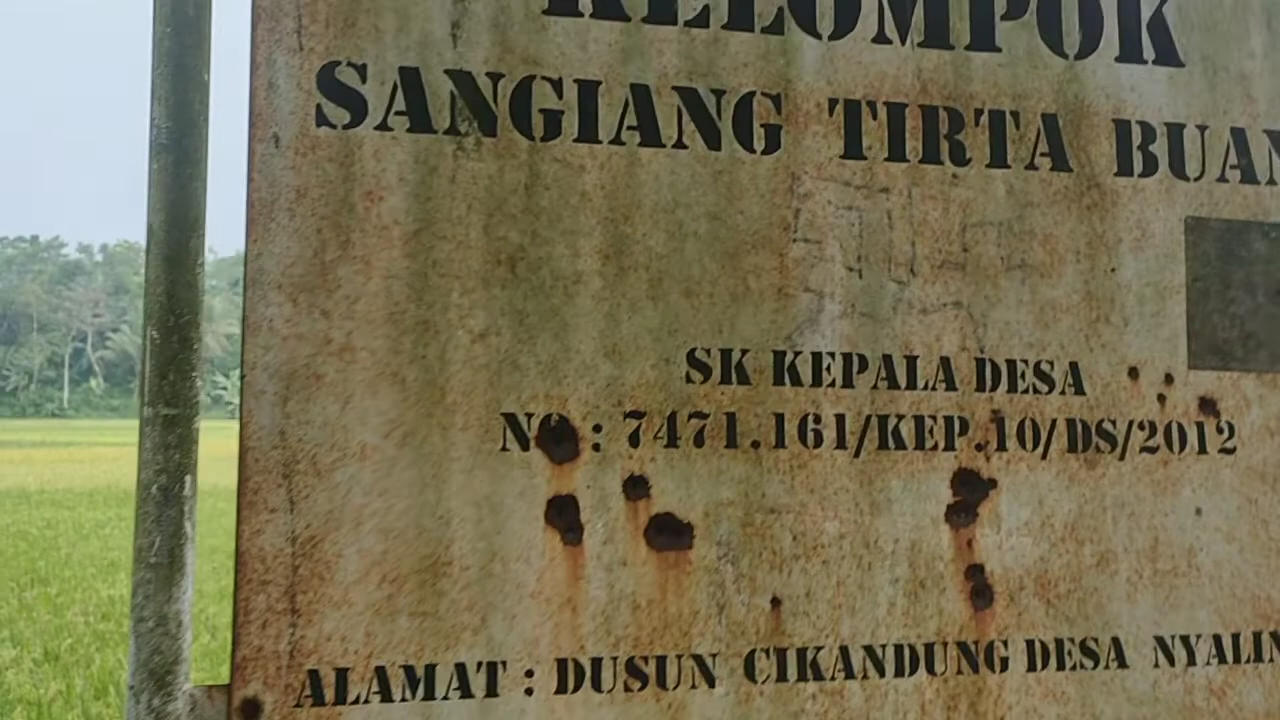 KELOMPOK
SANGIANG TIRTA BUAN
SK KEPALA DESA
NO : 7471.161/KEP.10/DS/2012
ALAMAT : DUSUN CIKANDUNG DESA NYALIN